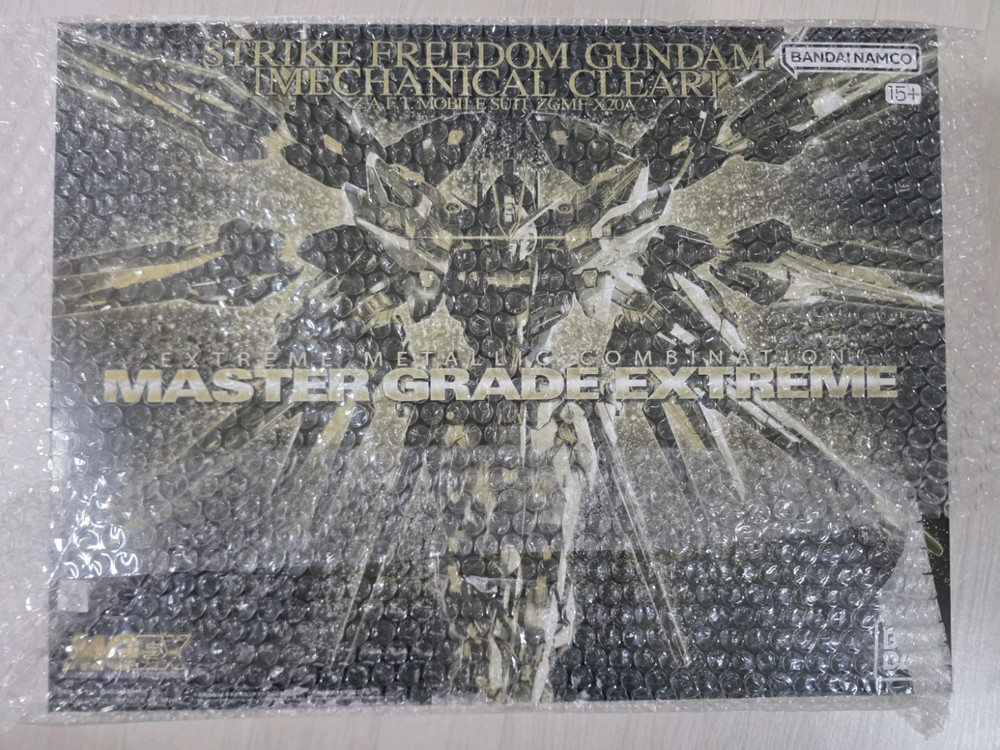 STRIKE FREEDOM GUNDAM
[MECHANICAL CLEAR]
Z.A.F.T. MOBILE SUIT ZGMF-X20A
BANDAI NAMCO
15+
EXTREME METALLIC COMBINATION
MASTER GRADE EXTREME